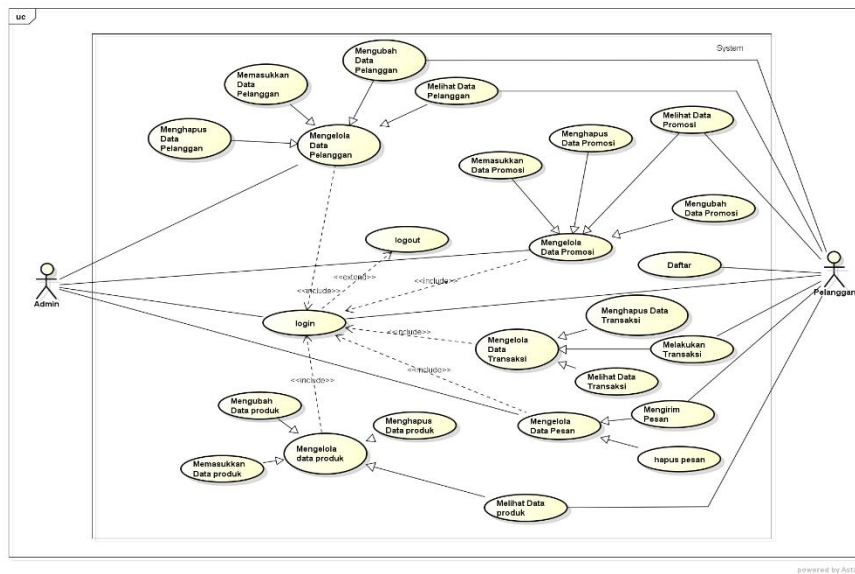 uc
System
Mengubah
Data
Pelanggan
Memasukkan
Data
Pelanggan
Melihat Data
Pelanggan
Menghapus
Data
Pelanggan
Mengelola
Data
Pelanggan
Melihat Data
Promosi
Menghapus
Data Promosi
Memasukkan
Data Promosi
Mengubah
Data Promosi
logout
Mengelola
Data Promosi
Daftar
<<extend>>
<<include>>
<<include>>
Admin
Pelanggan
login
Menghapus Data
Transaksi
<<include>>
Mengelola
Data
Transaksi
Melakukan
Transaksi
<<include>>
Melihat Data
Transaksi
<<include>>
Mengubah
Data produk
Menghapus
Data produk
Mengelola
Data Pesan
Mengirim
Pesan
Mengelola
data produk
hapus pesan
Memasukkan
Data produk
Melihat Data
produk
powered by Ast